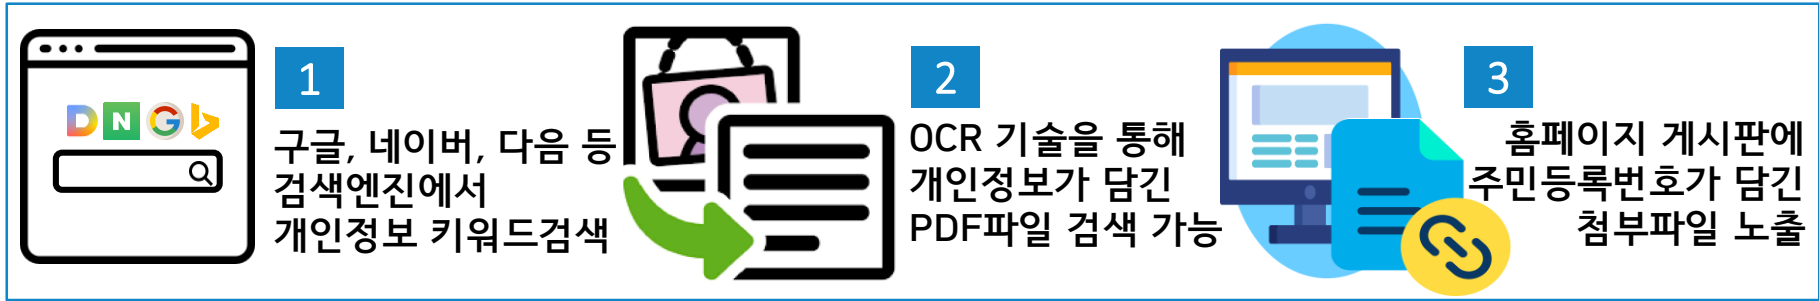 D N G b
1
구글, 네이버, 다음 등
검색엔진에서
개인정보 키워드검색
2
OCR 기술을 통해
개인정보가 담긴
PDF파일 검색 가능
3
홈페이지 게시판에
주민등록번호가 담긴
첨부파일 노출